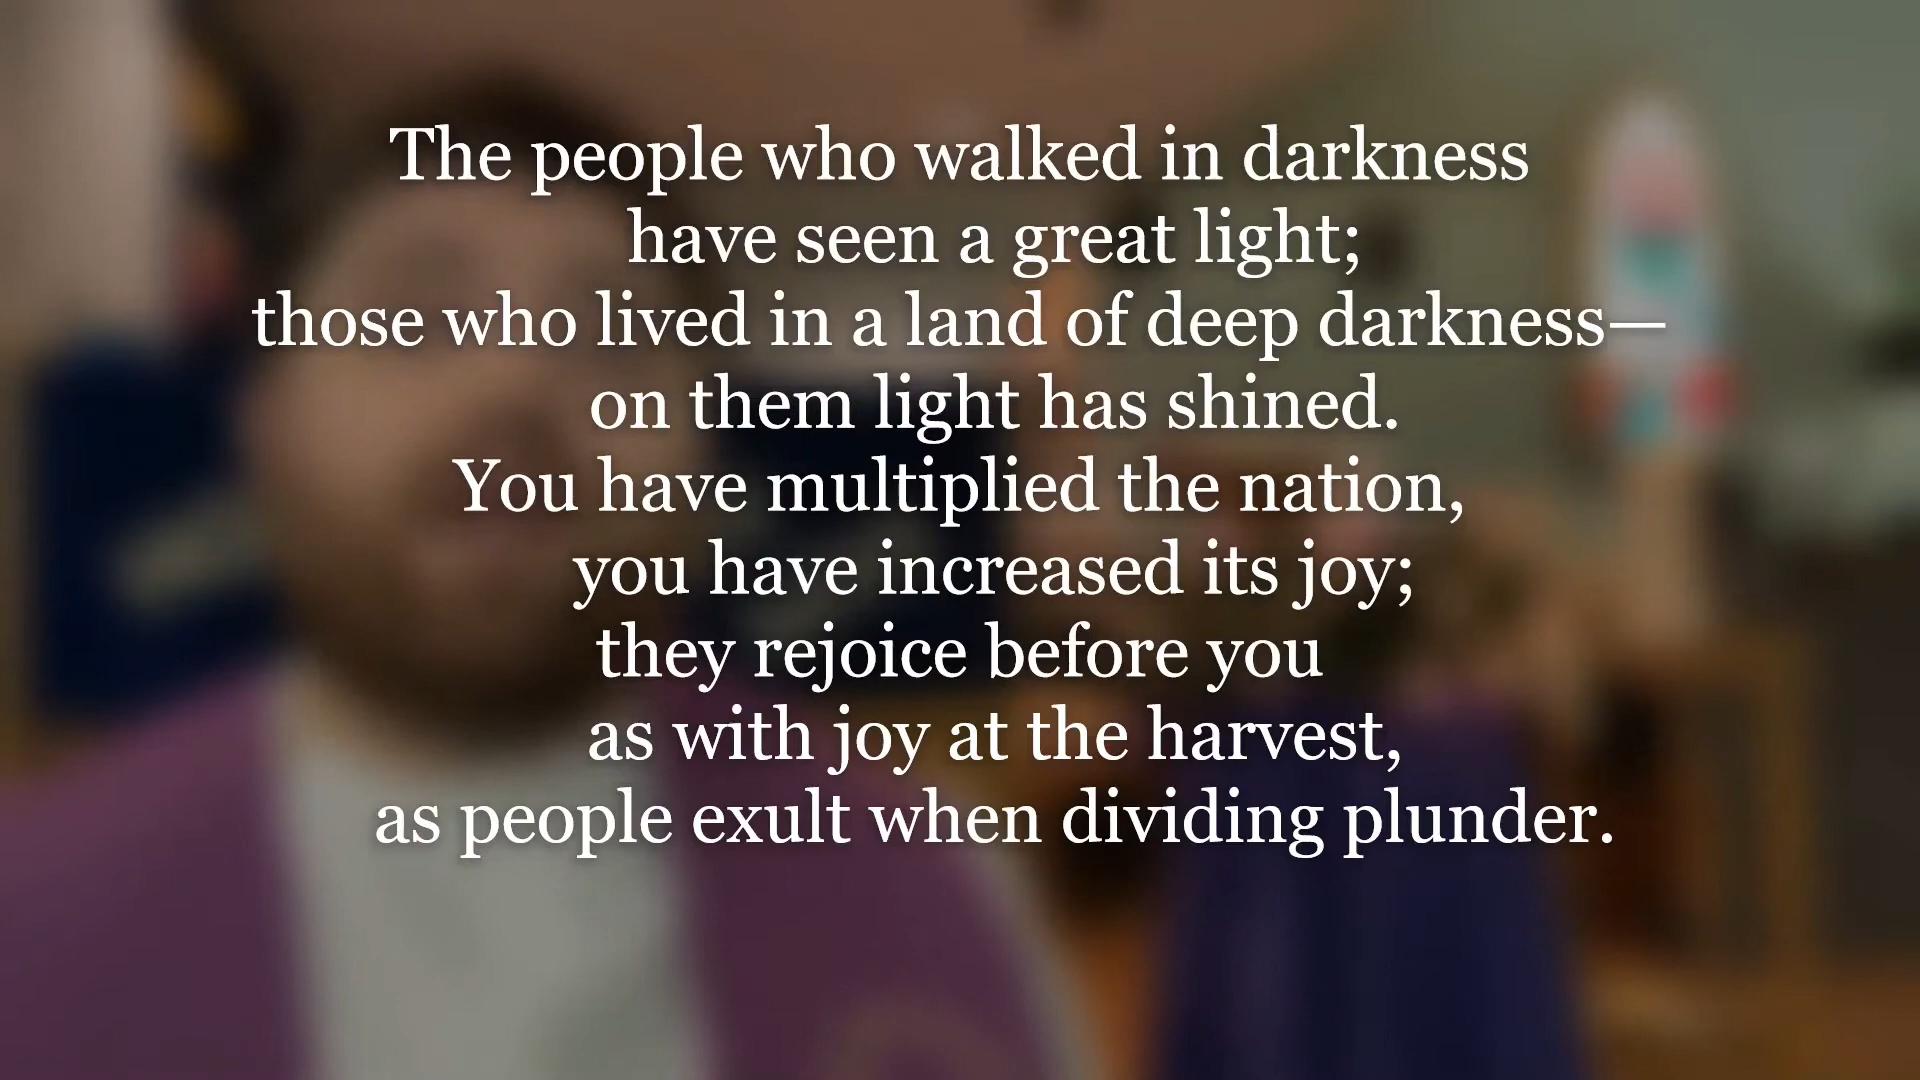 The people who walked in darkness
have seen a great light;
those who lived in a land of deep darkness—
on them light has shined.
You have multiplied the nation,
you have increased its joy;
they rejoice before you
as with joy at the harvest,
as people exult when dividing plunder.